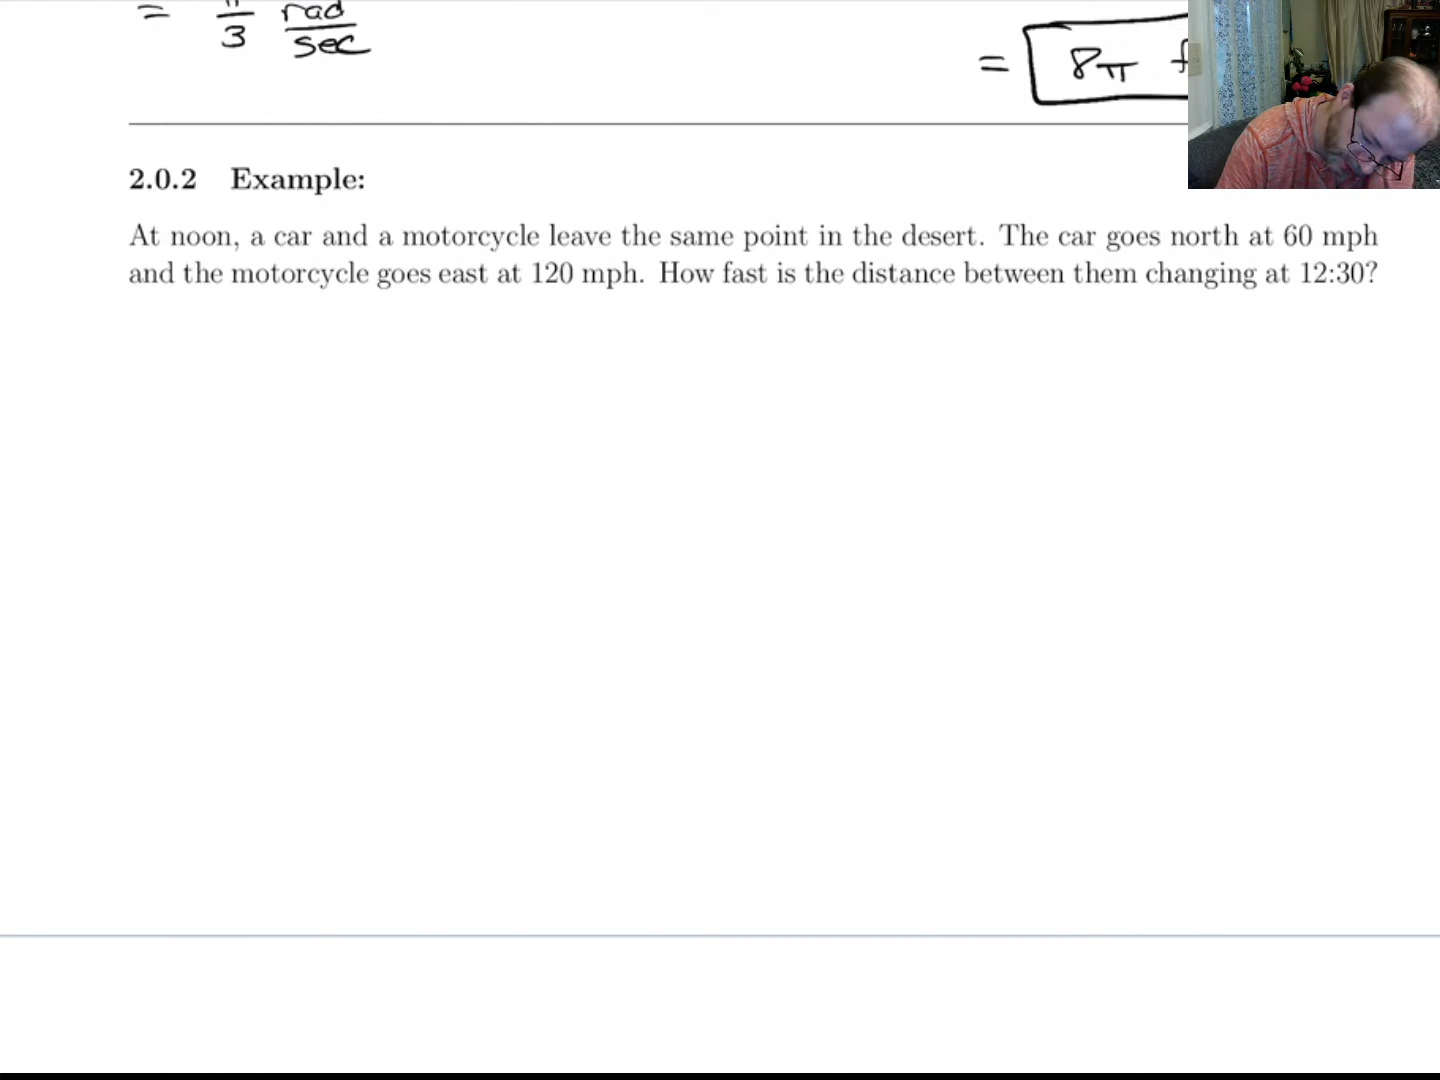 = π/3 rad/sec
= 8π f
2.0.2 Example:
At noon, a car and a motorcycle leave the same point in the desert. The car goes north at 60 mph
and the motorcycle goes east at 120 mph. How fast is the distance between them changing at 12:30?